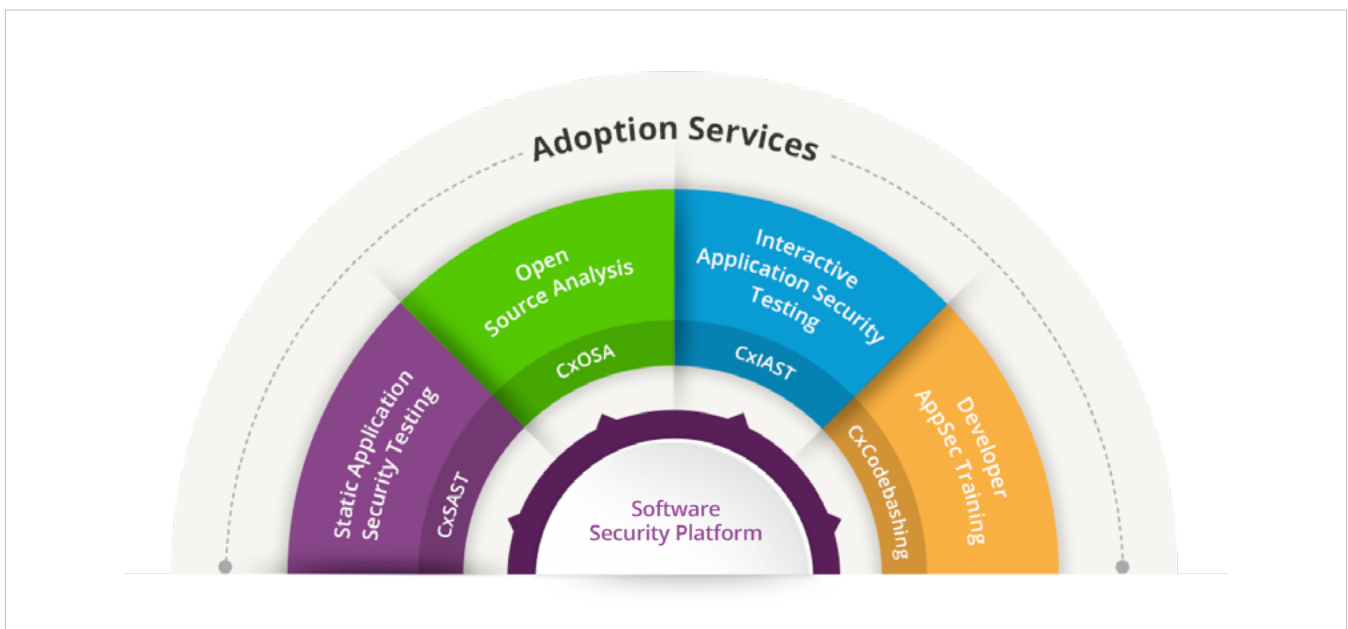 Adoption Services
Static Application
Security Testing
CxSAST
Open
Source Analysis
CxOSA
Interactive
Application Security
Testing
CxIAST
Developer
AppSec Training
CxCodebashing
Software
Security Platform